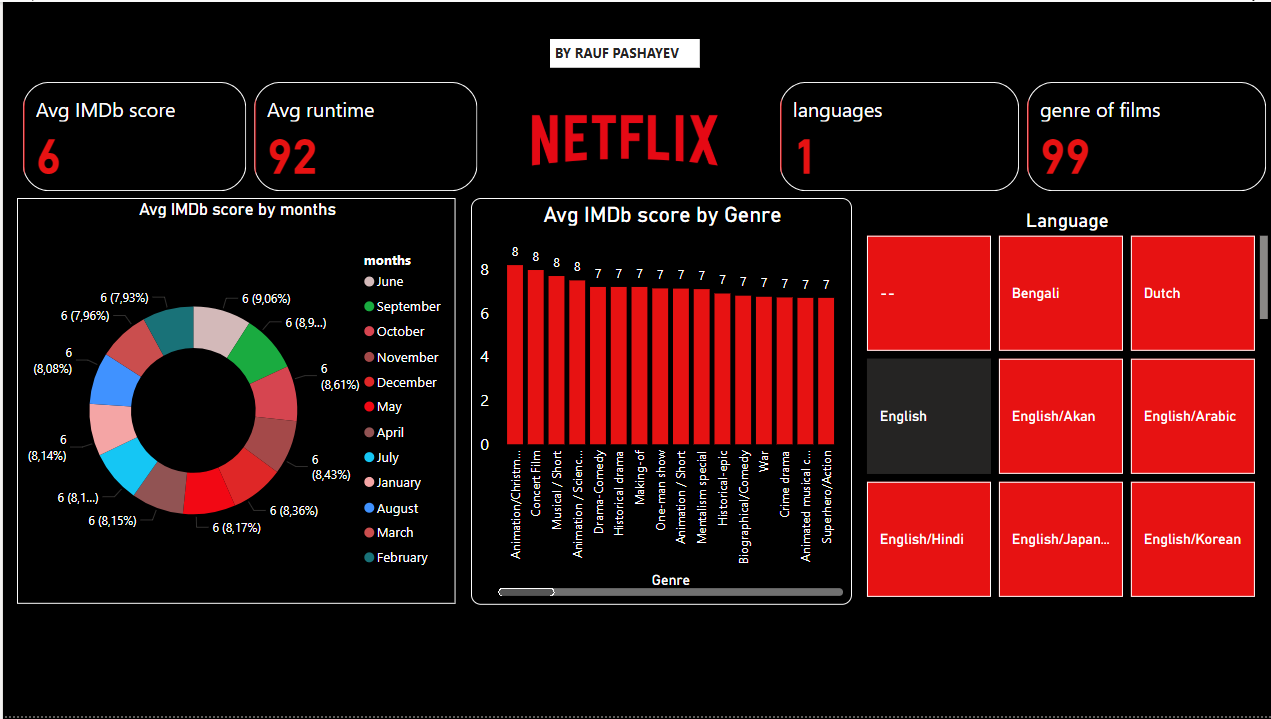 BY RAUF PASHAYEV
Avg IMDb score
6
Avg runtime
92
NETFLIX
languages
1
genre of films
99
Avg IMDb score by months
6 (7,93%)
6 (9,06%)
6 (7,96%)
6 (8,9...)
6
(8,08%)
6
(8,61%)
6
(8,14%)
6
(8,43%)
6 (8,1...)
6 (8,36%)
6 (8,15%)
6 (8,17%)
months
June
September
October
November
December
May
April
July
January
August
March
February
Avg IMDb score by Genre
8
6
4
2
0
8
8
8
8
7
7
7
7
7
7
7
7
7
7
7
7
Animation/Christm...
Concert Film
Musical / Short
Animation / Scienc...
Drama-Comedy
Historical drama
Making-of
One-man show
Animation / Short
Mentalism special
Historical-epic
Biographical/Comedy
War
Crime drama
Animated musical c...
Superhero/Action
Genre
Language
--
Bengali
Dutch
English
English/Akan
English/Arabic
English/Hindi
English/Japan...
English/Korean